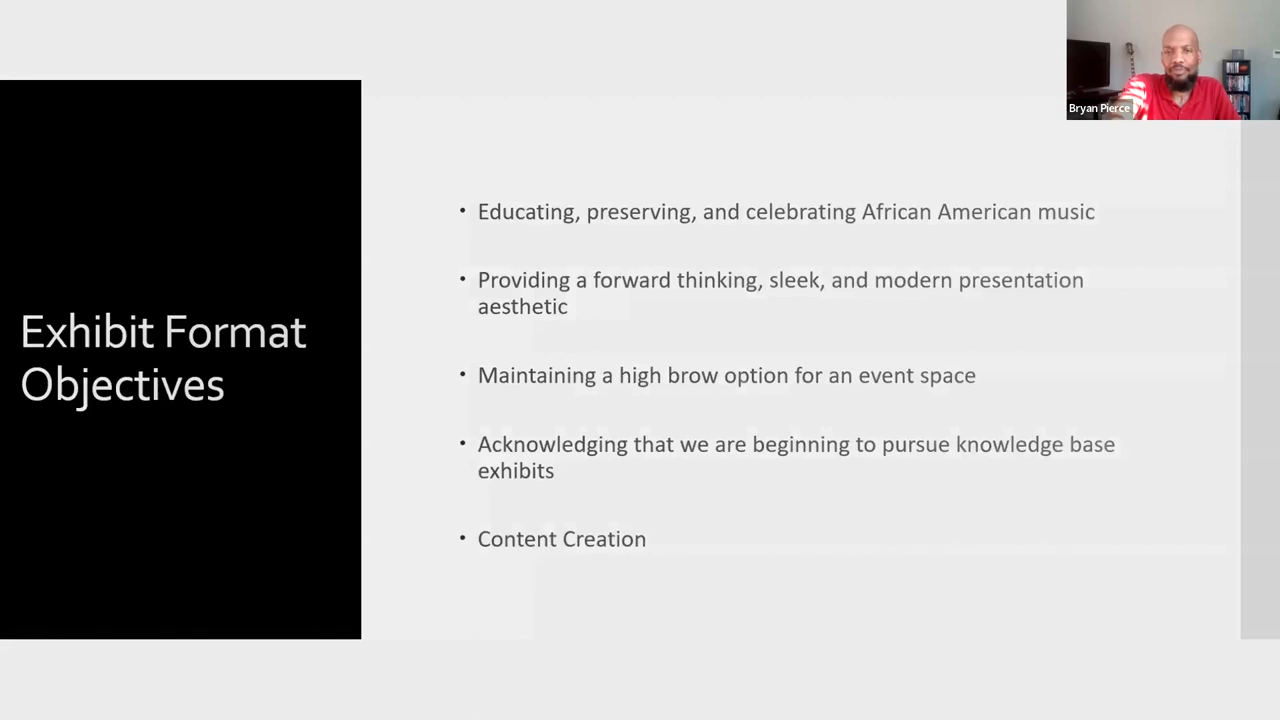 Bryan Pierce
Exhibit Format
Objectives
• Educating, preserving, and celebrating African American music
• Providing a forward thinking, sleek, and modern presentation
aesthetic
• Maintaining a high brow option for an event space
• Acknowledging that we are beginning to pursue knowledge base
exhibits
• Content Creation